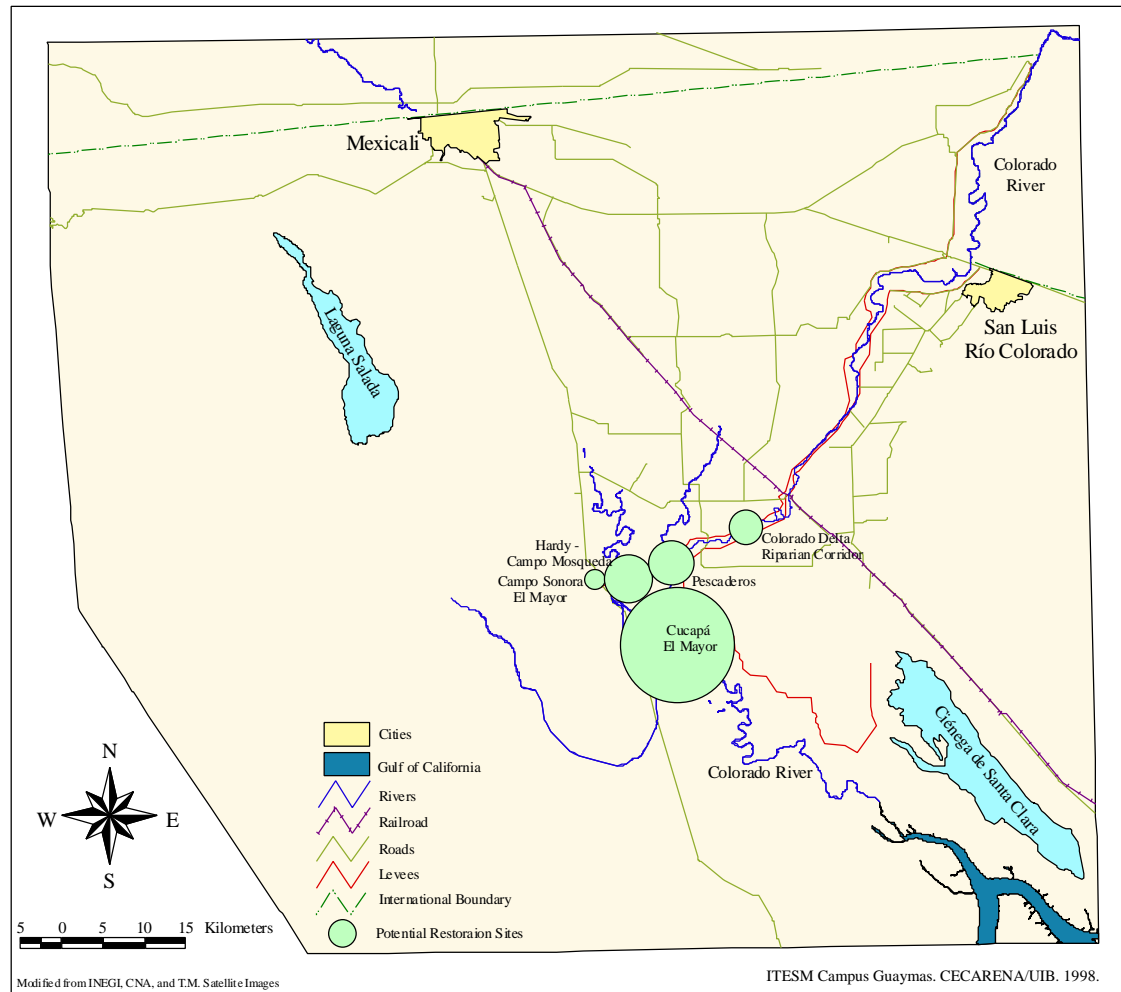 Mexicali
Colorado
River
San Luis
Río Colorado
Laguna Salada
Hardy -
Campo Mosqueda
Campo Sonora
El Mayor
Colorado Delta
Riparian Corridor
Pescaderos
Cucapá
El Mayor
Ciénega de Santa Clara
Colorado River
Cities
Gulf of California
Rivers
Railroad
Roads
Levees
International Boundary
Potential Restoraion Sites
N
W E
S
5 0 5 10 15 Kilometers
Modified from INEGI, CNA, and T.M. Satellite Images
ITESM Campus Guaymas. CECARENA/UIB. 1998.